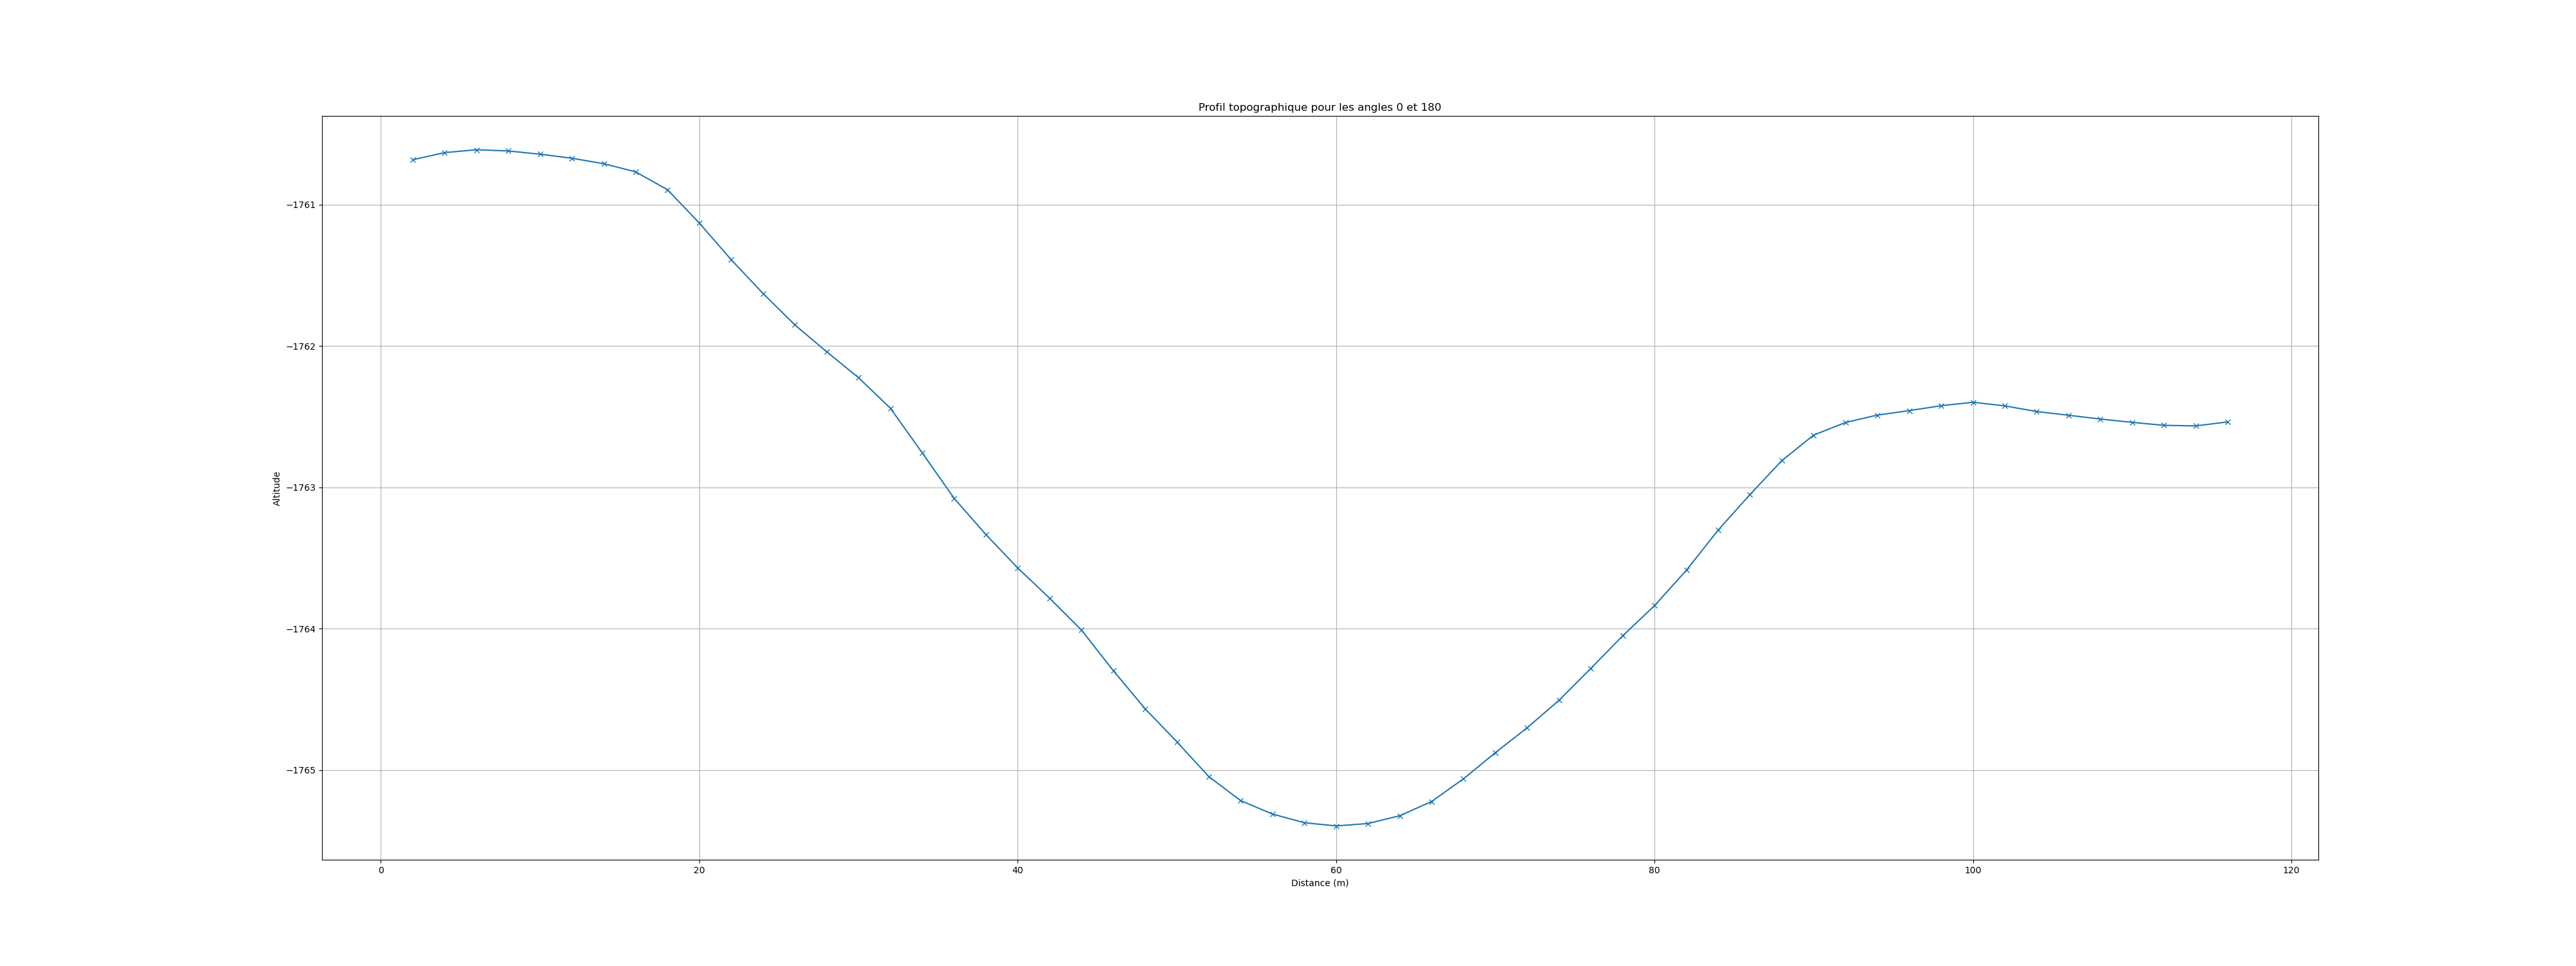 Profil topographique pour les angles 0 et 180
−1761
−1762
−1763
−1764
−1765
Altitude
0 20 40 60 80 100 120
Distance (m)